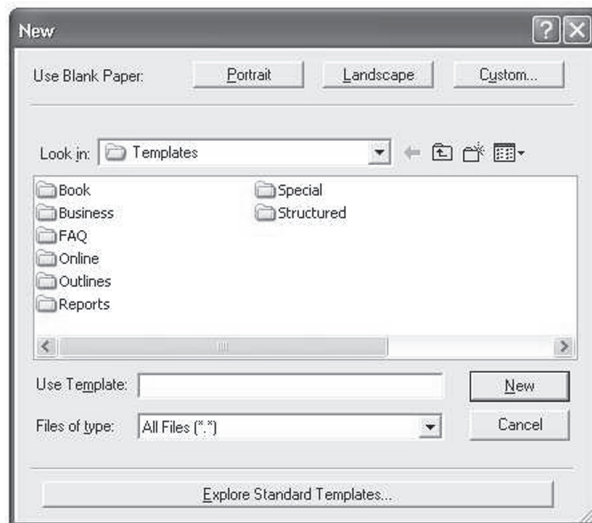 New
Use Blank Paper: Portrait Landscape Custom...
Look in: Templates
Book Special
Business Structured
FAQ
Online
Outlines
Reports
Use Template: New
Files of type: All Files (*.*) Cancel
Explore Standard Templates...